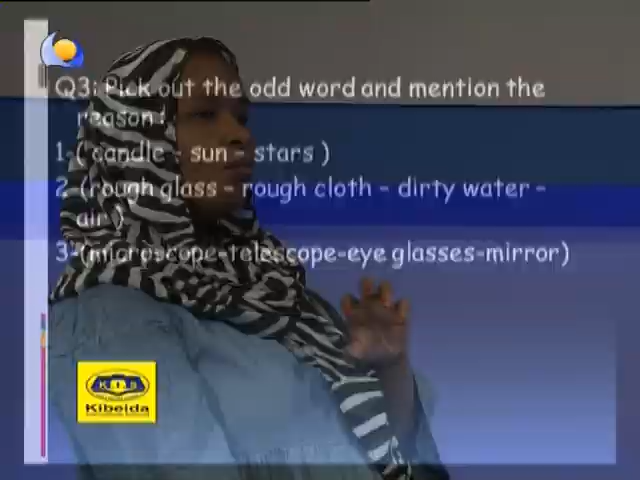 Q3: Pick out the odd word and mention the
reason :
1-( candle - sun - stars )
2-(rough glass - rough cloth - dirty water -
air )
3-(microscope-telescope-eye glasses-mirror)
K I S
Kibeida